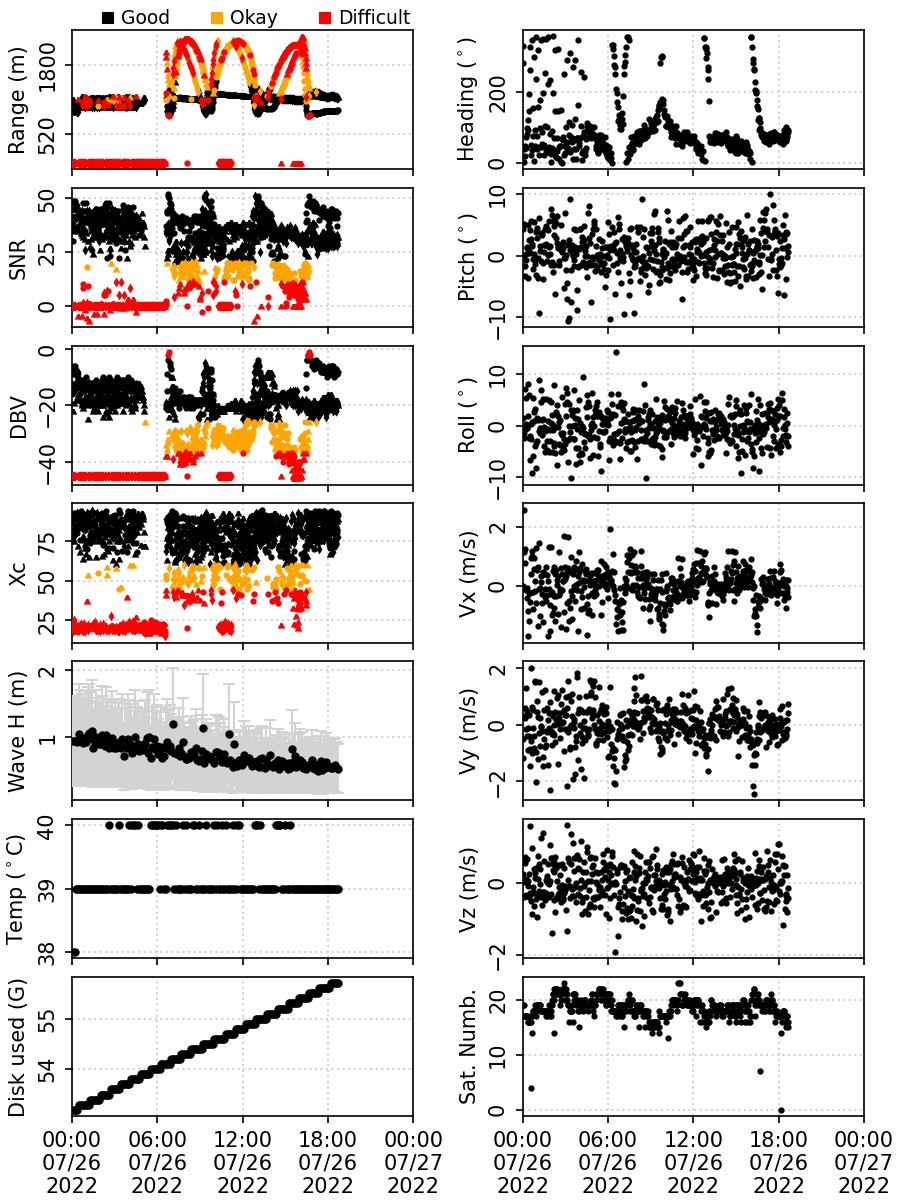 Good Okay Difficult
Range (m)
1800
520
Heading (°)
200
0
SNR
50
25
0
Pitch (°)
10
0
−10
DBV
0
−20
−40
Roll (°)
10
0
−10
Xc
75
50
25
Vx (m/s)
2
0
Wave H (m)
2
1
Vy (m/s)
2
0
−2
Temp (°C)
40
39
38
Vz (m/s)
0
−2
Disk used (G)
55
54
Sat. Numb.
20
10
0
00:00 06:00 12:00 18:00 00:00
07/26 07/26 07/26 07/26 07/27
2022 2022 2022 2022 2022
00:00 06:00 12:00 18:00 00:00
07/26 07/26 07/26 07/26 07/27
2022 2022 2022 2022 2022